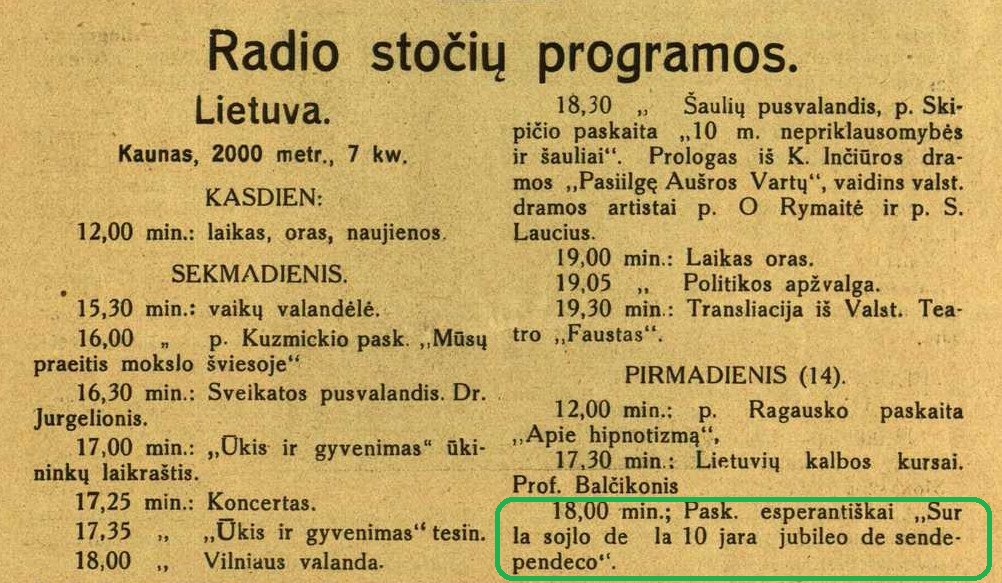 Radio stočių programos.
Lietuva.
Kaunas, 2000 metr., 7 kw.
KASDIEN:
12,00 min.: laikas, oras, naujienos.
SEKMADIENIS.
15,30 min.: vaikų valandėlė.
16,00 „ p. Kuzmickio pask. „Mūsų
praeitis mokslo šviesoje“
16,30 min.: Sveikatos pusvalandis. Dr.
Jurgelionis.
17,00 min.: „Ūkis ir gyvenimas“ ūki-
ninkų laikraštis.
17,25 min.: Koncertas.
17,35 „ „Ūkis ir gyvenimas“ tesin.
18,00 „ Vilniaus valanda.
18,30 „ Šaulių pusvalandis, p. Ski-
pičio paskaita „10 m. nepriklausomybės
ir šauliai“. Prologas iš K. Inčiūros dra-
mos „Pasiilgę Aušros Vartų“, vaidins valst.
dramos artistai p. O Rymaitė ir p. S.
Laucius.
19,00 min.: Laikas oras.
19,05 „ Politikos apžvalga.
19,30 min.: Transliacija iš Valst. Tea-
tro „Faustas“.
PIRMADIENIS (14).
12,00 min.; p. Ragausko paskaita
„Apie hipnotizmą“,
17,30 min.: Lietuvių kalbos kursai.
Prof. Balčikonis
18,00 min.; Pask. esperantiškai „Sur
la sojlo de la 10 jara jubileo de sende-
pendeco“.